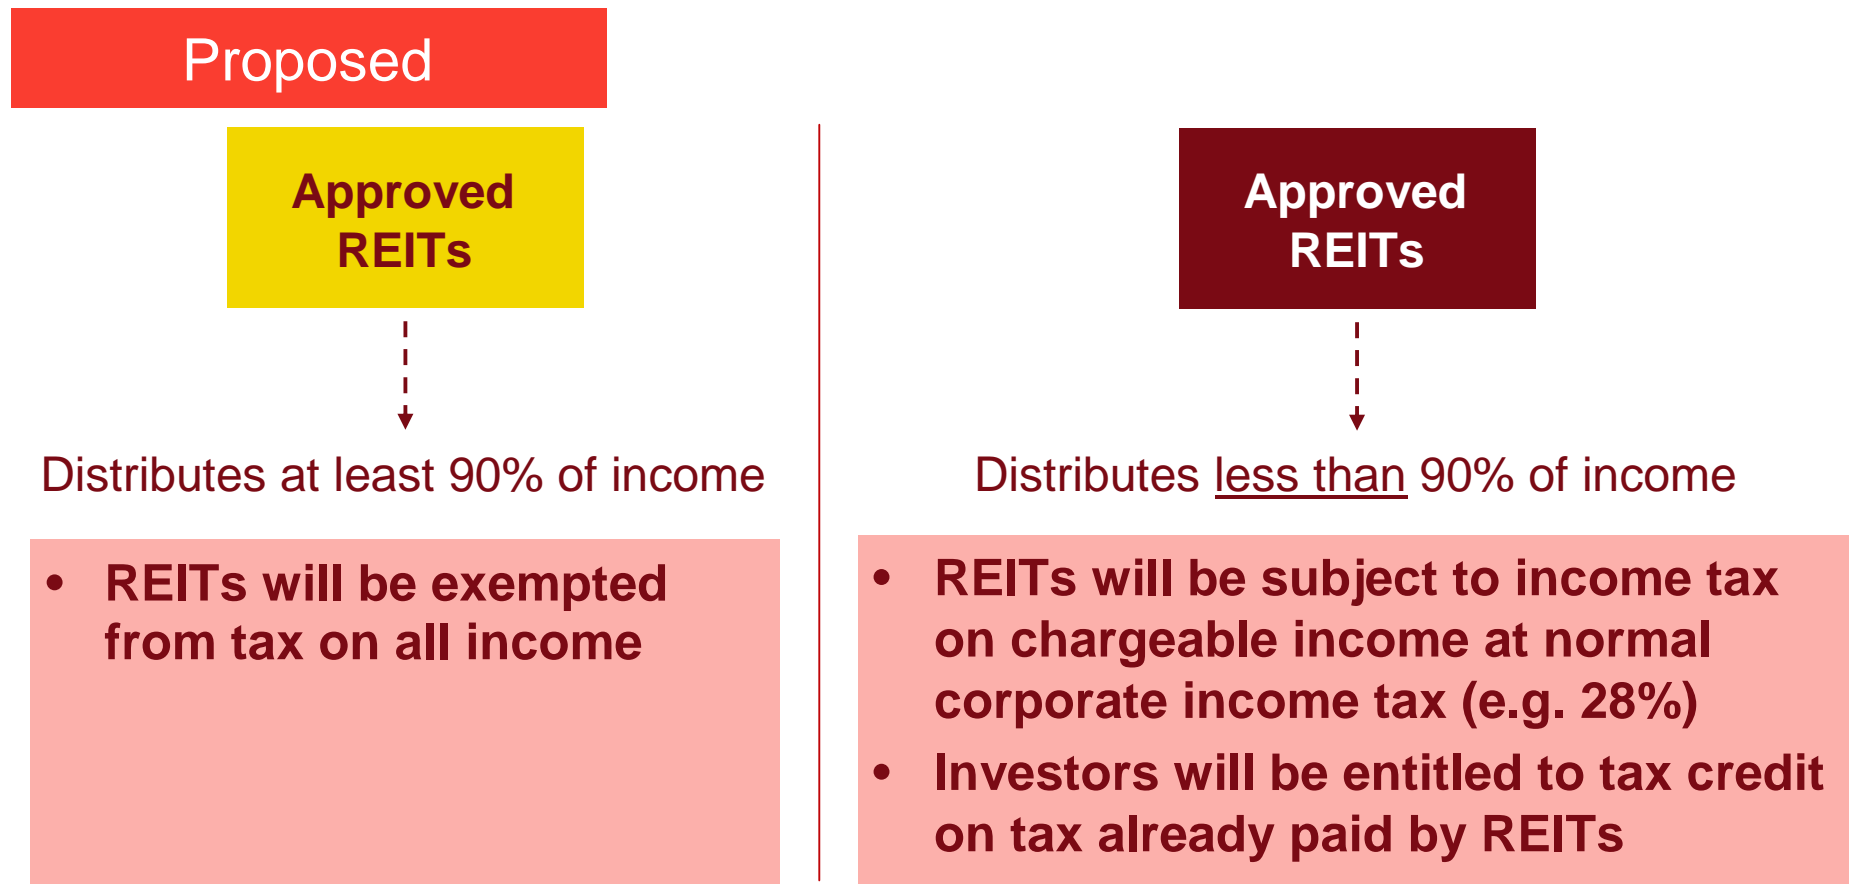 Proposed
Approved
REITs
Distributes at least 90% of income
• REITs will be exempted
from tax on all income
Approved
REITs
Distributes less than 90% of income
• REITs will be subject to income tax
on chargeable income at normal
corporate income tax (e.g. 28%)
• Investors will be entitled to tax credit
on tax already paid by REITs